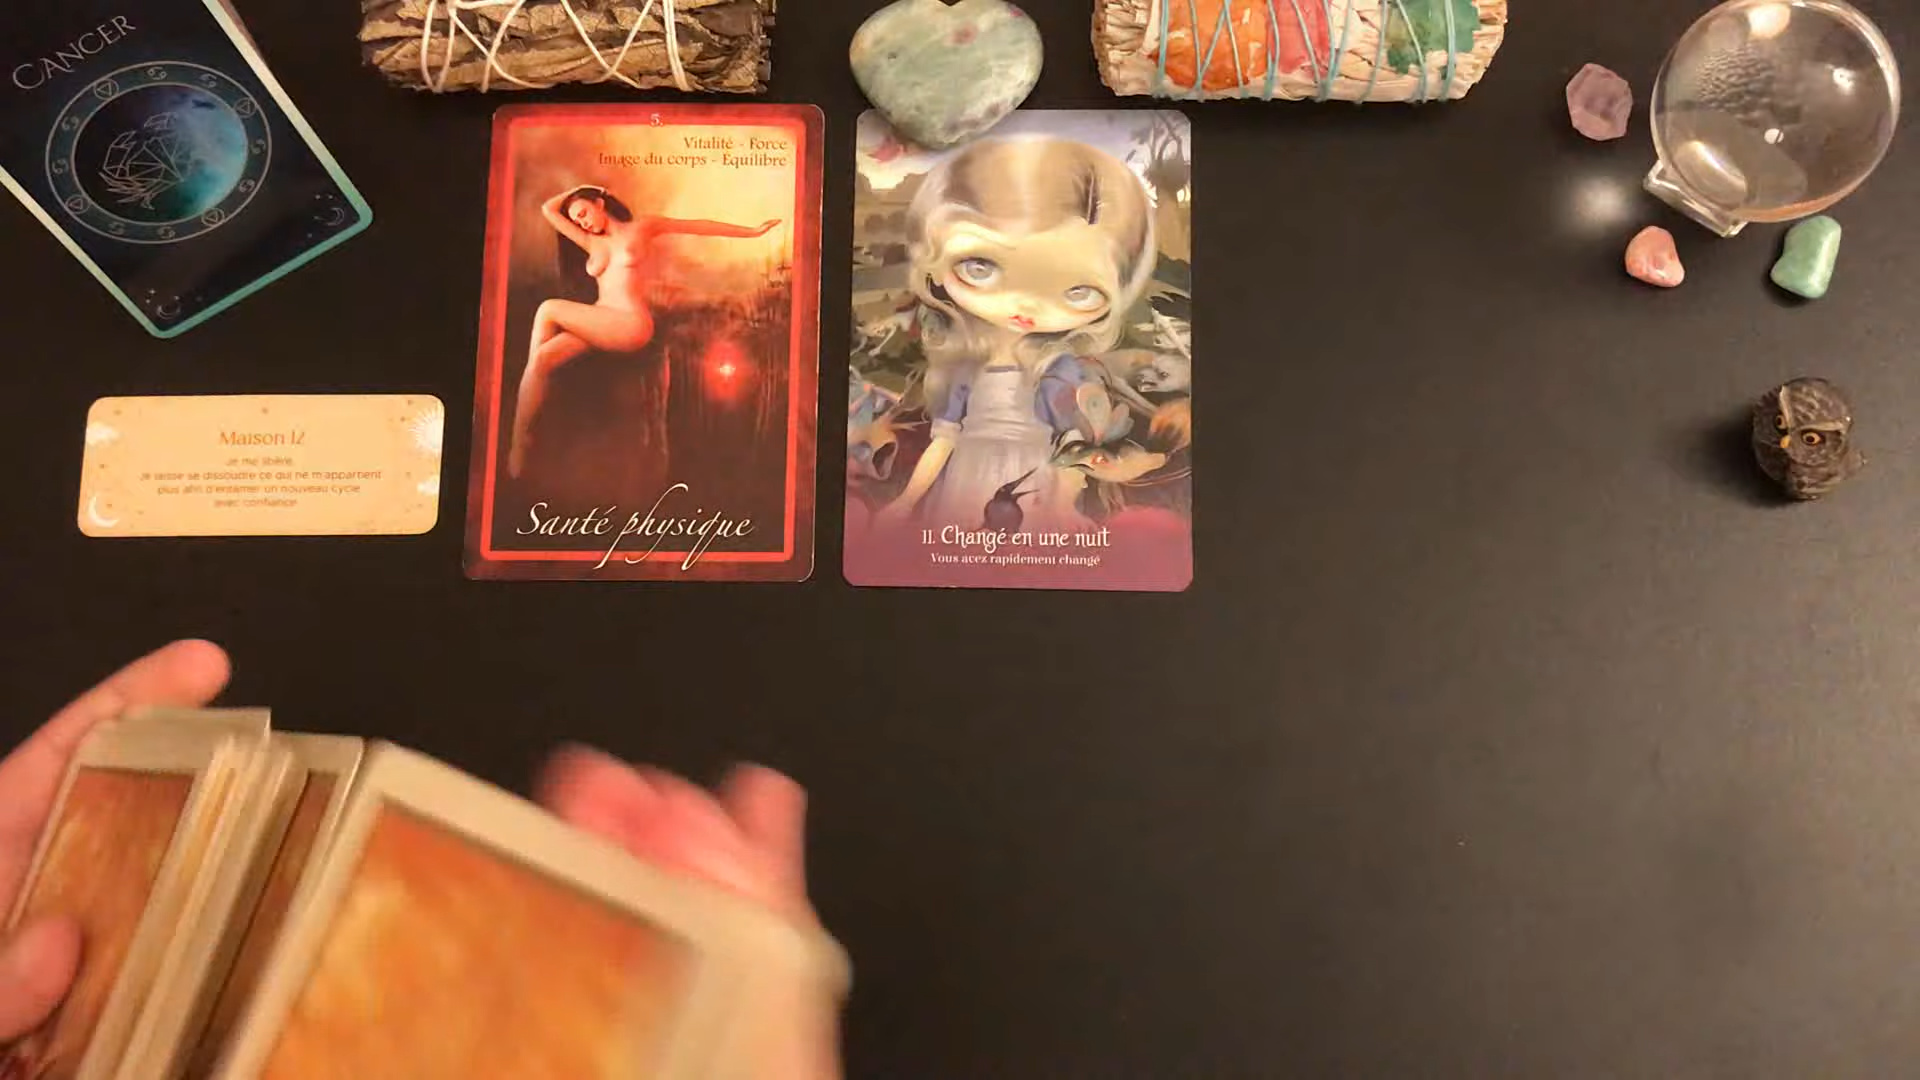 CANCER
Maison 12
Je me libère.
Je laisse se dissoudre ce qui ne m'appartient
plus afin d'entamer un nouveau cycle
avec confiance
5.
Vitalité - Force
Image du corps - Equilibre
Santé physique
11. Changé en une nuit
Vous avez rapidement changé